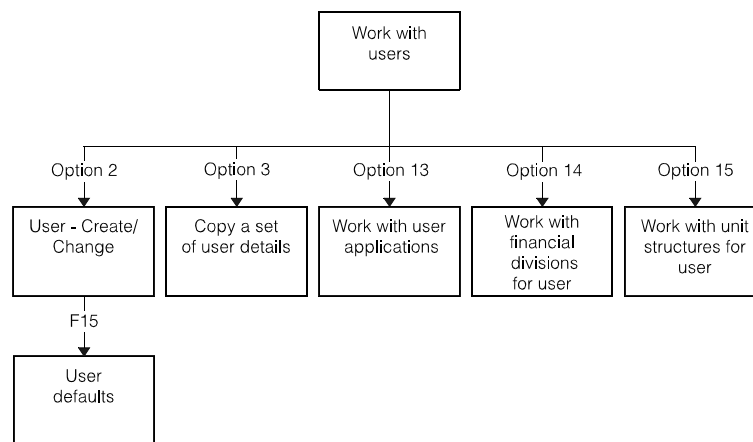 Work with
users
Option 2
Option 3
Option 13
Option 14
Option 15
User - Create/
Change
Copy a set
of user details
Work with user
applications
Work with
financial
divisions
for user
Work with unit
structures for
user
F15
User
defaults